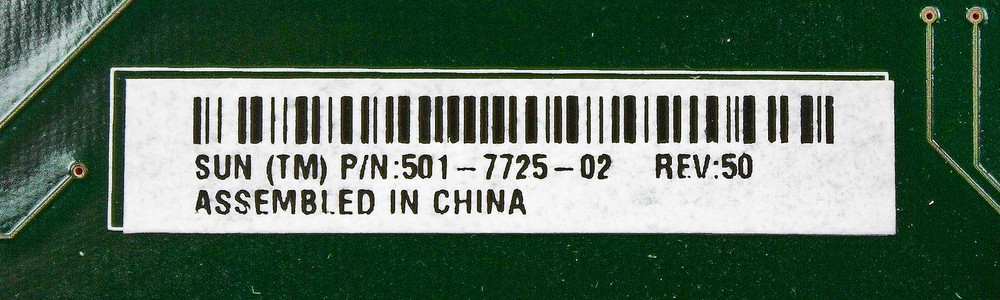 SUN (TM) P/N:501-7725-02 REV:50
ASSEMBLED IN CHINA